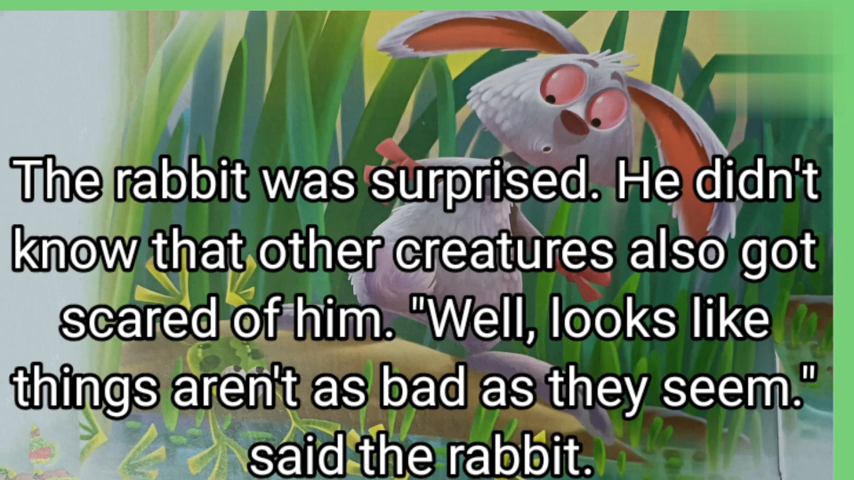 The rabbit was surprised. He didn't
know that other creatures also got
scared of him. "Well, looks like
things aren't as bad as they seem."
said the rabbit.